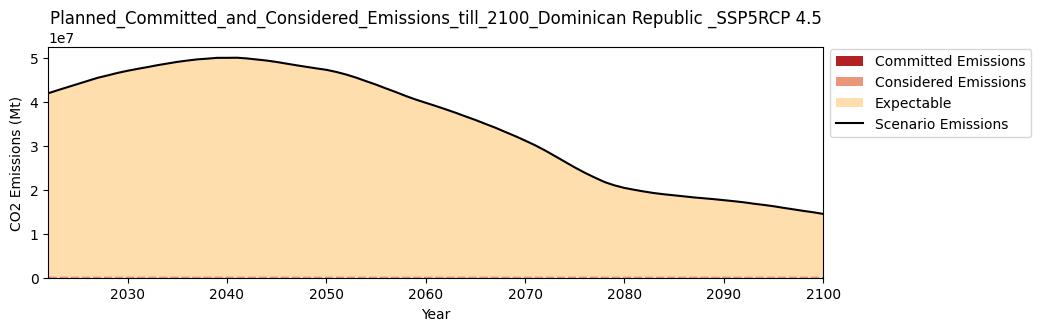 Planned_Committed_and_Considered_Emissions_till_2100_Dominican Republic _SSP5RCP 4.5
1e7
5
4
3
2
1
0
CO2 Emissions (Mt)
2030 2040 2050 2060 2070 2080 2090 2100
Year
Committed Emissions
Considered Emissions
Expectable
Scenario Emissions